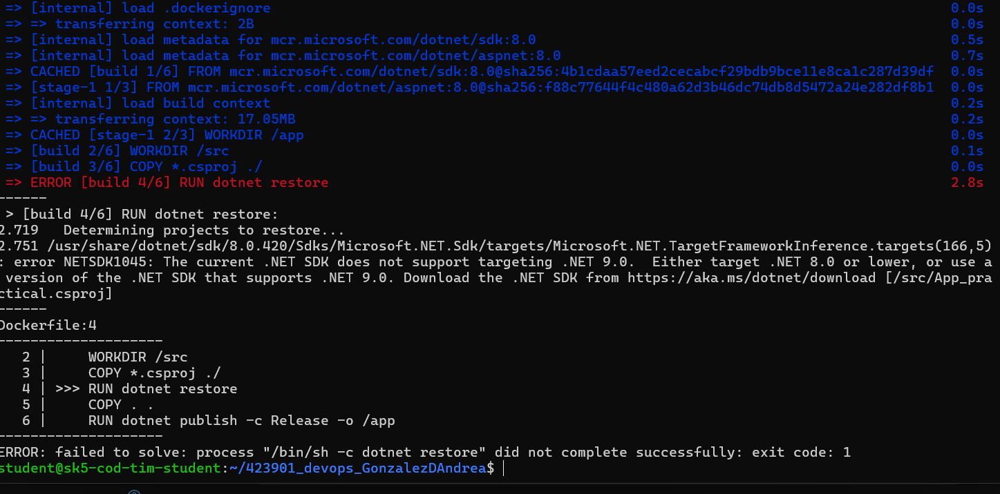 => [internal] load .dockerignore 0.0s
=> => transferring context: 2B 0.0s
=> [internal] load metadata for mcr.microsoft.com/dotnet/sdk:8.0 0.5s
=> [internal] load metadata for mcr.microsoft.com/dotnet/aspnet:8.0 0.7s
=> CACHED [build 1/6] FROM mcr.microsoft.com/dotnet/sdk:8.0@sha256:4b1cdaa57eed2cecabcf29bdb9bce11e8ca1c287d39df 0.0s
=> [stage-1 1/3] FROM mcr.microsoft.com/dotnet/aspnet:8.0@sha256:f88c77644f4c480a62d3b46dc74db8d5472a24e282df8b1 0.0s
=> [internal] load build context 0.2s
=> => transferring context: 17.05MB 0.2s
=> CACHED [stage-1 2/3] WORKDIR /app 0.0s
=> [build 2/6] WORKDIR /src 0.1s
=> [build 3/6] COPY *.csproj ./ 0.0s
=> ERROR [build 4/6] RUN dotnet restore 2.8s
------
> [build 4/6] RUN dotnet restore:
2.719   Determining projects to restore...
2.751 /usr/share/dotnet/sdk/8.0.420/Sdks/Microsoft.NET.Sdk/targets/Microsoft.NET.TargetFrameworkInference.targets(166,5)
: error NETSDK1045: The current .NET SDK does not support targeting .NET 9.0.  Either target .NET 8.0 or lower, or use a
version of the .NET SDK that supports .NET 9.0. Download the .NET SDK from https://aka.ms/dotnet/download [/src/App_pra
ctical.csproj]
------
Dockerfile:4
--------------------
2 |     WORKDIR /src
3 |     COPY *.csproj ./
4 | >>> RUN dotnet restore
5 |     COPY . .
6 |     RUN dotnet publish -c Release -o /app
--------------------
ERROR: failed to solve: process "/bin/sh -c dotnet restore" did not complete successfully: exit code: 1
student@sk5-cod-tim-student:~/423901_devops_GonzalezDAndrea$